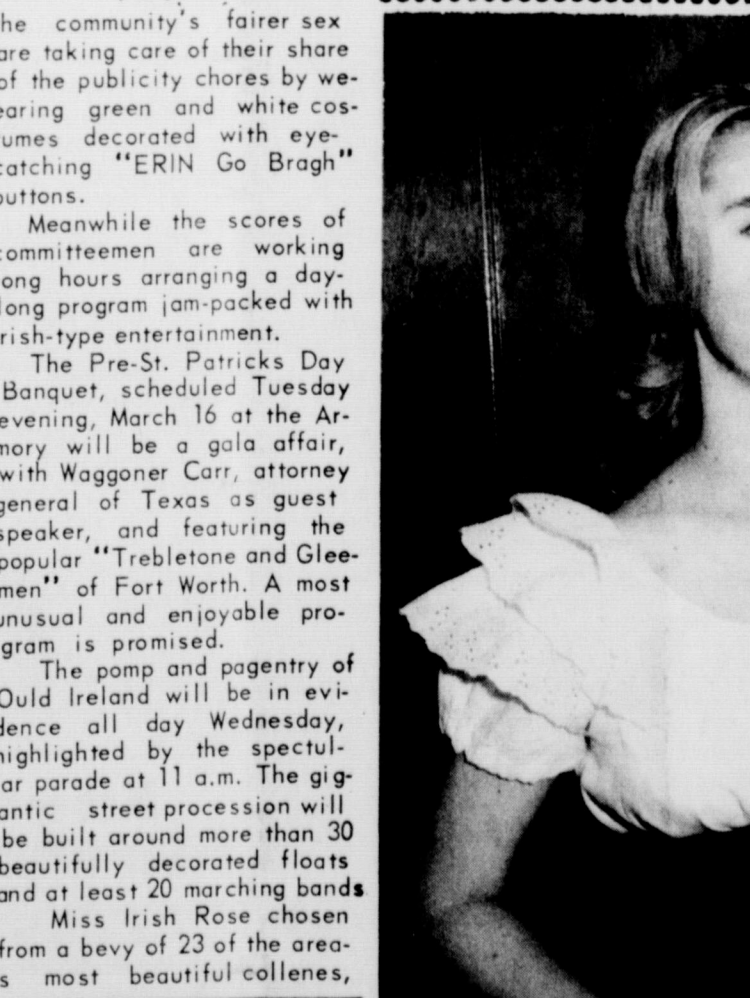 he community's fairer sex
are taking care of their share
of the publicity chores by we-
earing green and white cos-
umes decorated with eye-
catching "ERIN Go Bragh"
buttons.
Meanwhile the scores of
committeemen are working
ong hours arranging a day-
long program jam-packed with
rish-type entertainment.
The Pre-St. Patricks Day
Banquet, scheduled Tuesday
evening, March 16 at the Ar-
mory will be a gala affair,
with Waggoner Carr, attorney
general of Texas as guest
speaker, and featuring the
popular "Trebletone and Glee-
men" of Fort Worth. A most
unusual and enjoyable pro-
gram is promised.
The pomp and pagentry of
Ould Ireland will be in evi-
dence all day Wednesday,
highlighted by the spectul-
ar parade at 11 a.m. The gig-
antic street procession will
be built around more than 30
beautifully decorated floats
and at least 20 marching bands
Miss Irish Rose chosen
from a bevy of 23 of the area-
s most beautiful collenes,